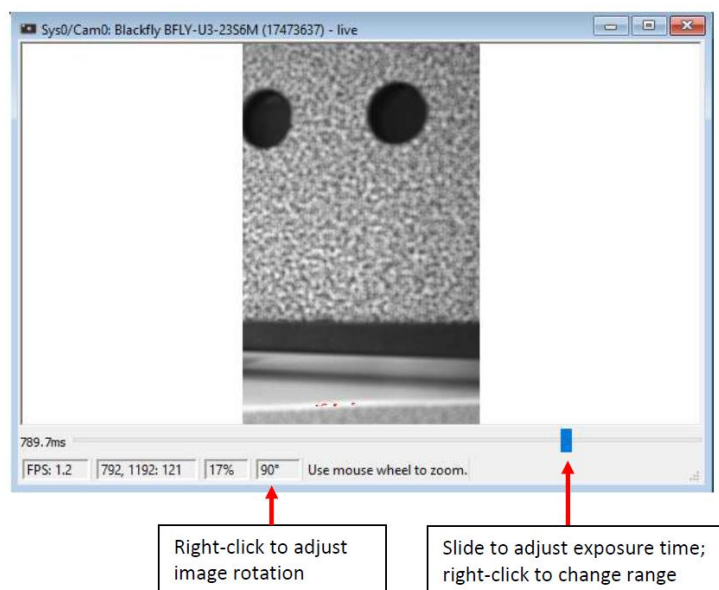 Sys0/Cam0: Blackfly BFLY-U3-23S6M (17473637) - live
789.7ms
FPS: 1.2 792, 1192: 121 17% 90° Use mouse wheel to zoom.
Right-click to adjust
image rotation
Slide to adjust exposure time;
right-click to change range